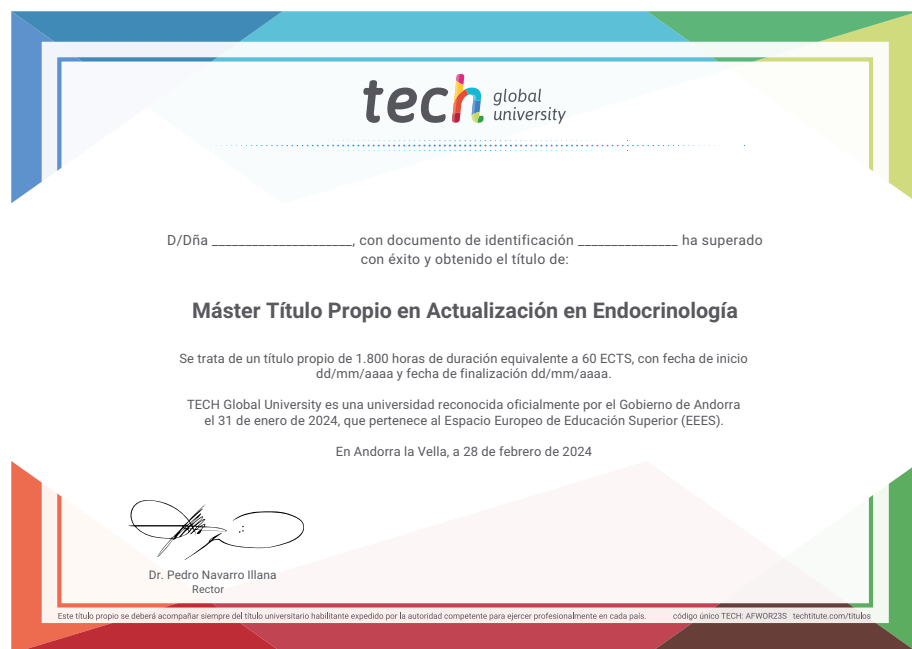 tech global university
D/Dña _____________________, con documento de identificación _______________ ha superado
con éxito y obtenido el título de:
Máster Título Propio en Actualización en Endocrinología
Se trata de un título propio de 1.800 horas de duración equivalente a 60 ECTS, con fecha de inicio
dd/mm/aaaa y fecha de finalización dd/mm/aaaa.
TECH Global University es una universidad reconocida oficialmente por el Gobierno de Andorra
el 31 de enero de 2024, que pertenece al Espacio Europeo de Educación Superior (EEES).
En Andorra la Vella, a 28 de febrero de 2024
Dr. Pedro Navarro Illana
Rector
Este título propio se deberá acompañar siempre del título universitario habilitante expedido por la autoridad competente para ejercer profesionalmente en cada país. código único TECH: AFWOR23S techtitute.com/titulos